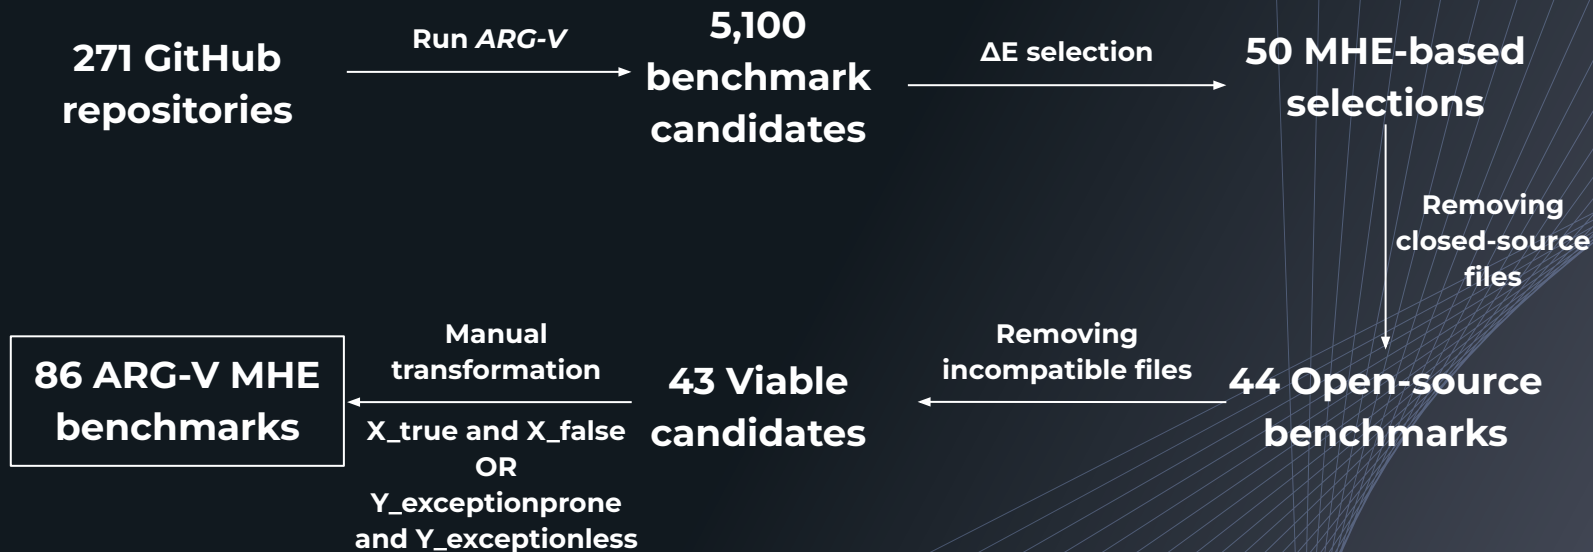 271 GitHub
repositories
Run ARG-V
5,100
benchmark
candidates
ΔE selection
50 MHE-based
selections
Removing
closed-source
files
44 Open-source
benchmarks
Removing
incompatible files
43 Viable
candidates
Manual
transformation
X_true and X_false
OR
Y_exceptionprone
and Y_exceptionless
86 ARG-V MHE
benchmarks